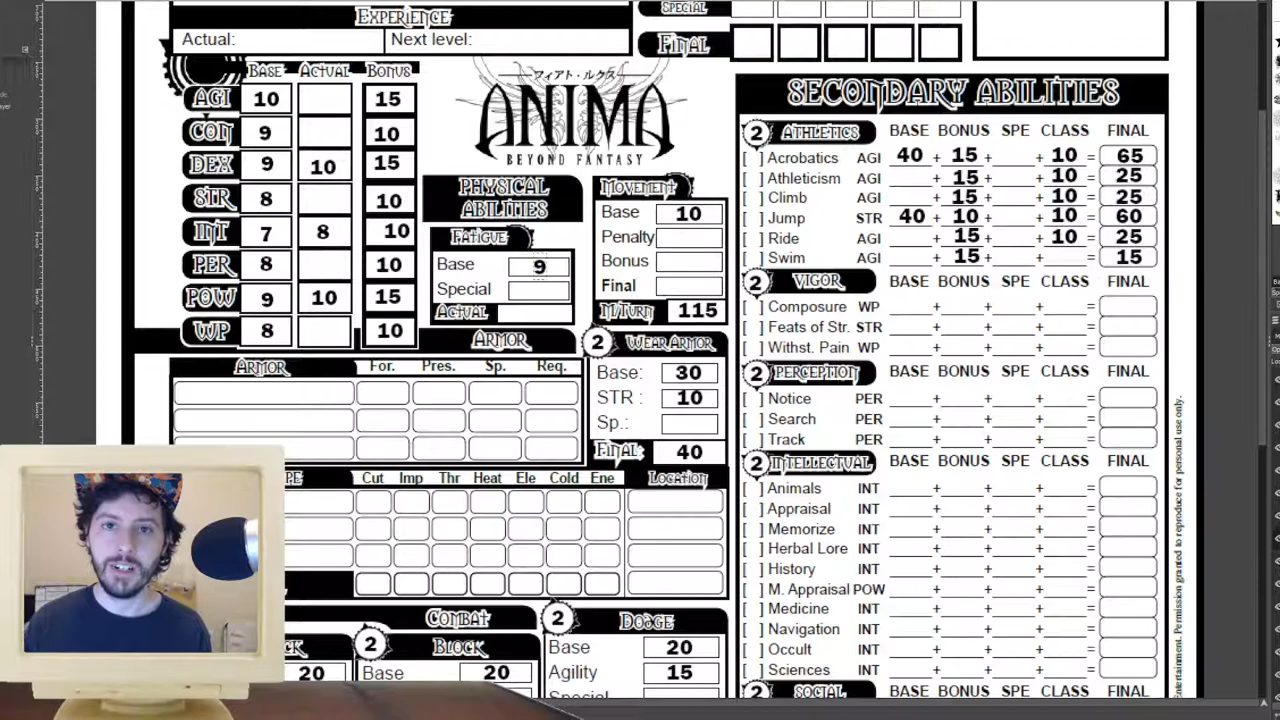 EXPERIENCE
Actual: Next level:
SPECIAL
FINAL
BASE ACTUAL BONUS
AGI 10 15
CON 9 10
DEX 9 10 15
STR 8 10
INT 7 8 10
PER 8 10
POW 9 10 15
WP 8 10
フィアト・ルクス
ANIMA
BEYOND FANTASY
PHYSICAL
ABILITIES
FATIGUE
Base 9
Special
ACTUAL
MOVEMENT
Base 10
Penalty
Bonus
Final
M/TURN 115
ARMOR
2 WEAR ARMOR
Base: 30
STR : 10
Sp.:
FINAL: 40
ARMOR For. Pres. Sp. Req.
Cut Imp Thr Heat Ele Cold Ene LOCATION
COMBAT
20
2 BLOCK
Base 20
2 DODGE
Base 20
Agility 15
SECONDARY ABILITIES
2 ATHLETICS BASE BONUS SPE CLASS FINAL
[ ] Acrobatics AGI 40 + 15 + + 10 = 65
[ ] Athleticism AGI + 15 + + 10 = 25
[ ] Climb AGI + 15 + + 10 = 25
[ ] Jump STR 40 + 10 + + 10 = 60
[ ] Ride AGI + 15 + + 10 = 25
[ ] Swim AGI + 15 + + = 15
2 VIGOR BASE BONUS SPE CLASS FINAL
[ ] Composure WP + + + =
[ ] Feats of Str. STR + + + =
[ ] Withst. Pain WP + + + =
2 PERCEPTION BASE BONUS SPE CLASS FINAL
[ ] Notice PER + + + =
[ ] Search PER + + + =
[ ] Track PER + + + =
2 INTELLECTUAL BASE BONUS SPE CLASS FINAL
[ ] Animals INT + + + =
[ ] Appraisal INT + + + =
[ ] Memorize INT + + + =
[ ] Herbal Lore INT + + + =
[ ] History INT + + + =
[ ] M. Appraisal POW + + + =
[ ] Medicine INT + + + =
[ ] Navigation INT + + + =
[ ] Occult INT + + + =
[ ] Sciences INT + + + =
2 SOCIAL BASE BONUS SPE CLASS FINAL
Permission granted to reproduce for personal use only.